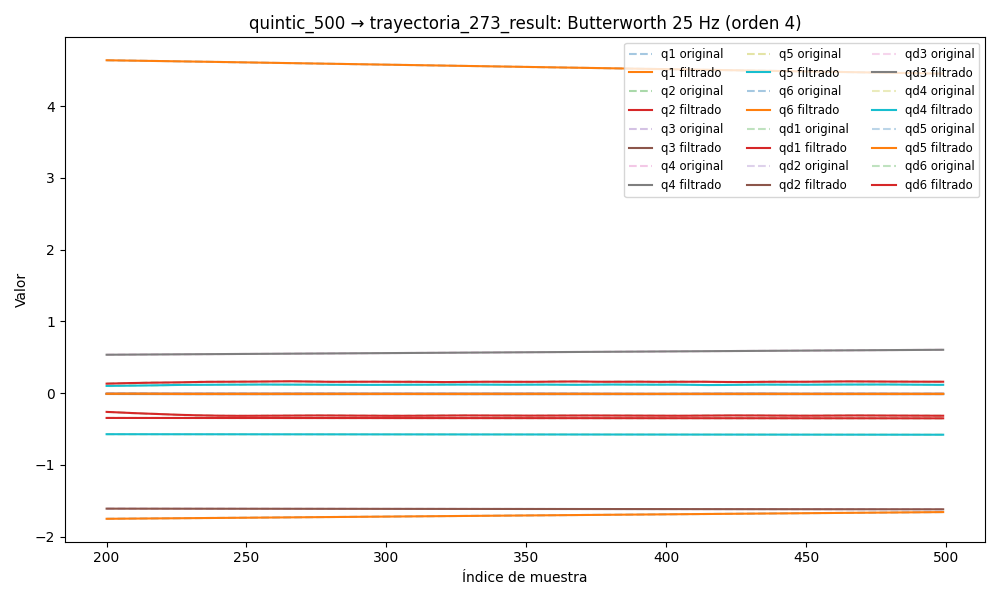 quintic_500 → trayectoria_273_result: Butterworth 25 Hz (orden 4)
q1 original
q1 filtrado
q2 original
q2 filtrado
q3 original
q3 filtrado
q4 original
q4 filtrado
q5 original
q5 filtrado
q6 original
q6 filtrado
qd1 original
qd1 filtrado
qd2 original
qd2 filtrado
qd3 original
qd3 filtrado
qd4 original
qd4 filtrado
qd5 original
qd5 filtrado
qd6 original
qd6 filtrado
Valor
4
3
2
1
0
−1
−2
200
250
300
350
400
450
500
Índice de muestra